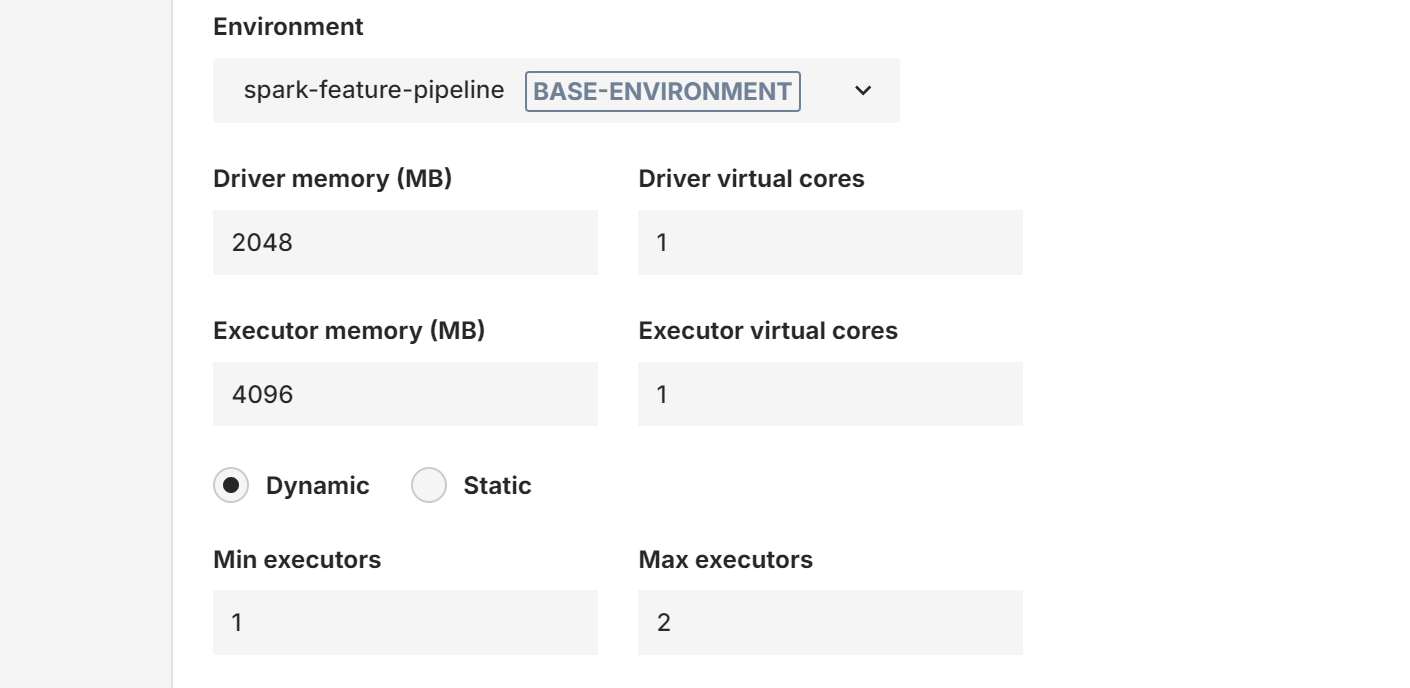 Environment
spark-feature-pipeline BASE-ENVIRONMENT
Driver memory (MB) Driver virtual cores
2048 1
Executor memory (MB) Executor virtual cores
4096 1
Dynamic Static
Min executors Max executors
1 2